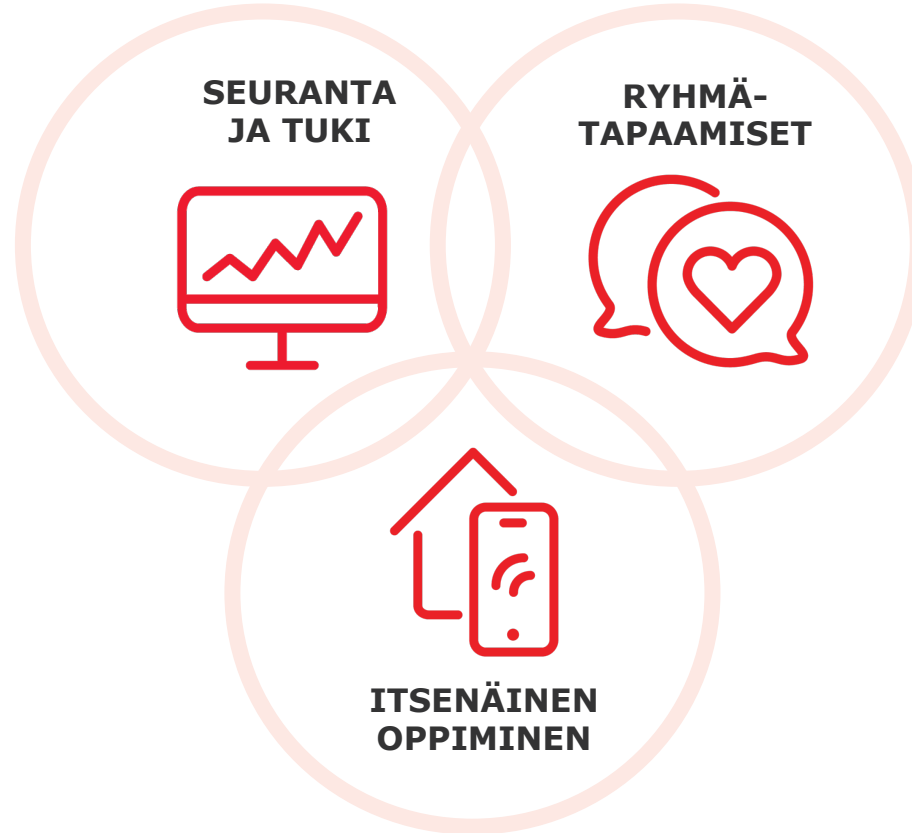 SEURANTA
JA TUKI
RYHMÄ-
TAPAAMISET
ITSENÄINEN
OPPIMINEN